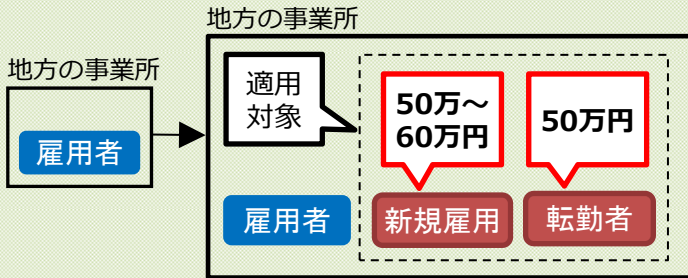 地方の事業所
雇用者
地方の事業所
適用
対象
50万～
60万円
50万円
雇用者
新規雇用
転勤者